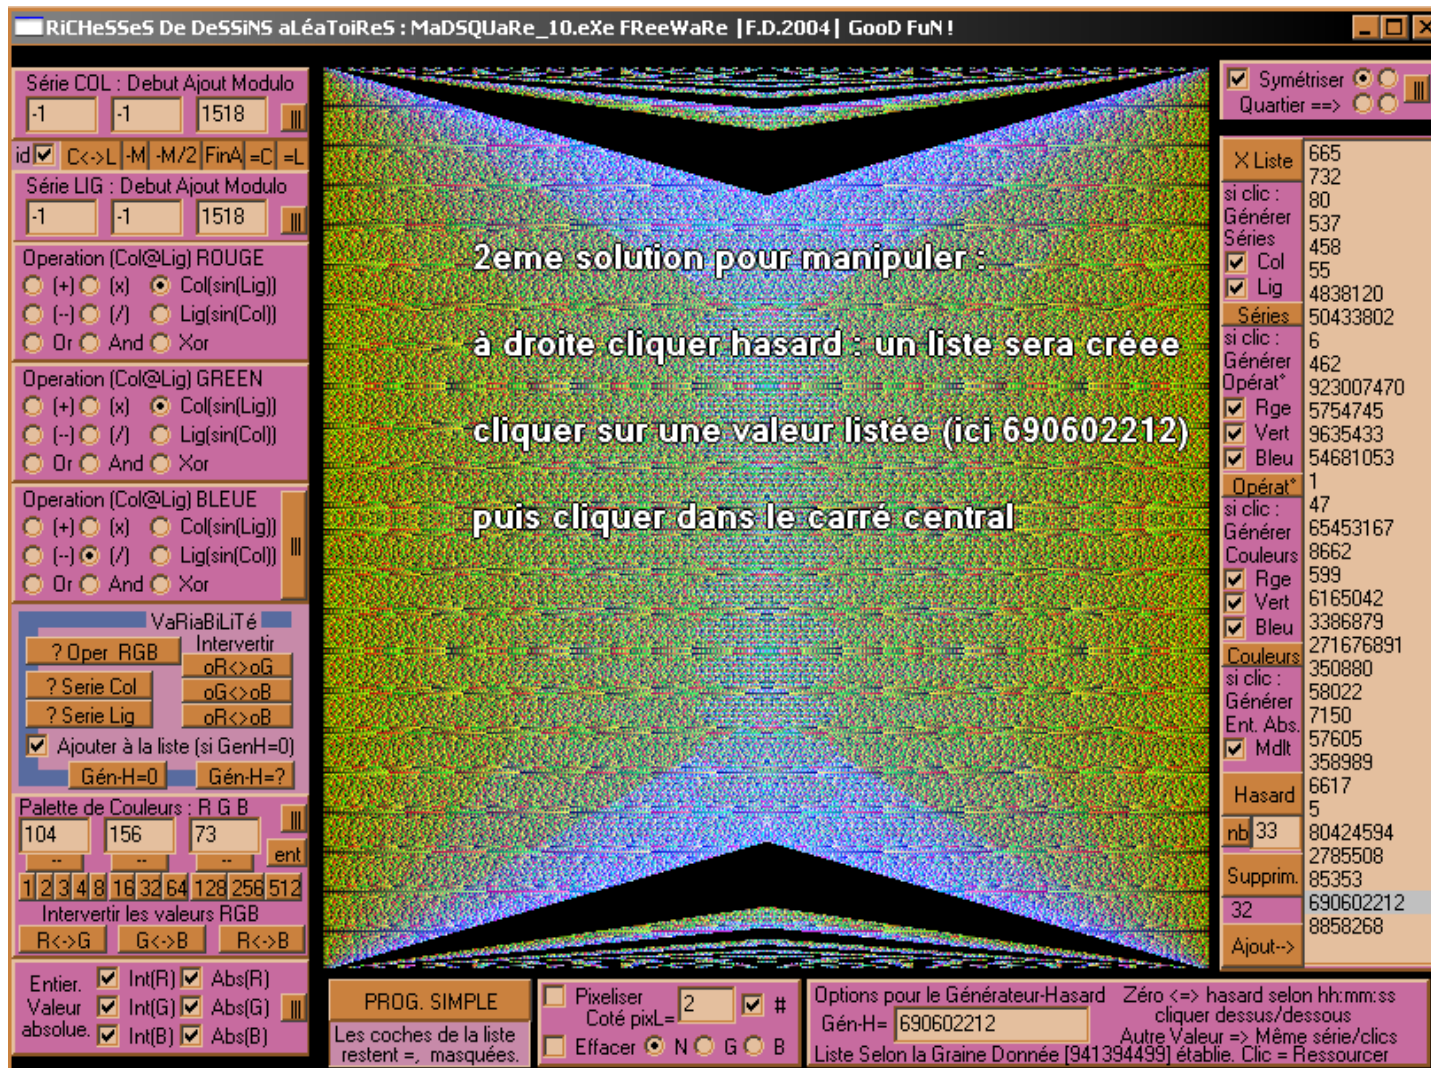 RiCHeSSeS De DeSSiNS aLéaToiReS : MaDSQUaRe_10.eXe FReeWaRe |F.D.2004| GooD FuN !
Série COL : Debut Ajout Modulo
-1 -1 1518 |||
id C<->L -M -M/2 FinA =C =L
Série LIG : Debut Ajout Modulo
-1 -1 1518 |||
Operation (Col@Lig) ROUGE
(+) (x) Col(sin(Lig))
(--) (/) Lig(sin(Col))
Or And Xor
Operation (Col@Lig) GREEN
(+) (x) Col(sin(Lig))
(--) (/) Lig(sin(Col))
Or And Xor
Operation (Col@Lig) BLEUE
(+) (x) Col(sin(Lig))
(--) (/) Lig(sin(Col)) |||
Or And Xor
VaRiaBiLiTé
? Oper RGB Intervertir
oR<>oG
? Serie Col oG<>oB
? Serie Lig oR<>oB
Ajouter à la liste (si GenH=0)
Gén-H=0 Gén-H=?
Palette de Couleurs : R G B |||
104 156 73
-- -- -- ent
1 2 3 4 8 16 32 64 128 256 512
Intervertir les valeurs RGB
R<->G G<->B R<->B
Entier. Int(R) Abs(R)
Valeur Int(G) Abs(G) |||
absolue. Int(B) Abs(B)
2eme solution pour manipuler :
à droite cliquer hasard : un liste sera créee
cliquer sur une valeur listée (ici 690602212)
puis cliquer dans le carré central
PROG. SIMPLE
Les coches de la liste
restent =, masquées.
Pixeliser
Coté pixL= 2 #
Effacer N G B
Options pour le Générateur-Hasard Zéro <=> hasard selon hh:mm:ss
cliquer dessus/dessous
Gén-H= 690602212
Autre Valeur => Même série/clics
Liste Selon la Graine Donnée [941394499] établie. Clic = Ressourcer
Symétriser |||
Quartier ==>
X Liste
si clic :
Générer
Séries
Col
Lig
Séries
si clic :
Générer
Opérat°
Rge
Vert
Bleu
Opérat°
si clic :
Générer
Couleurs
Rge
Vert
Bleu
Couleurs
si clic :
Générer
Ent. Abs.
Mdlt
Hasard
nb 33
Supprim.
32
Ajout-->
665
732
80
537
458
55
4838120
50433802
6
462
923007470
5754745
9635433
54681053
1
47
65453167
8662
599
6165042
3386879
271676891
350880
58022
7150
57605
358989
6617
5
80424594
2785508
85353
690602212
8858268